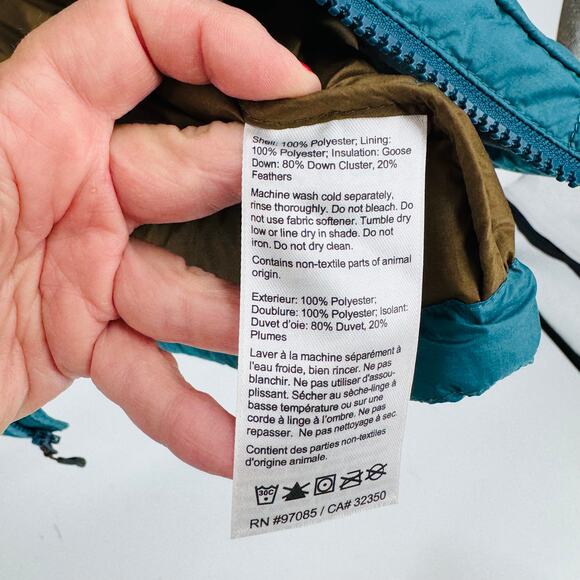 Shell: 100% Polyester; Lining:
100% Polyester; Insulation: Goose
Down: 80% Down Cluster, 20%
Feathers
Machine wash cold separately,
rinse thoroughly. Do not bleach. Do
not use fabric softener. Tumble dry
low or line dry in shade. Do not
iron. Do not dry clean.
Contains non-textile parts of animal
origin.
Exterieur: 100% Polyester;
Doublure: 100% Polyester; Isolant:
Duvet d'oie: 80% Duvet, 20%
Plumes
Laver à la machine séparément à
l'eau froide, bien rincer. Ne pas
blanchir. Ne pas utiliser d'assou-
plissant. Sécher au sèche-linge à
basse température ou sur une
corde à linge à l'ombre. Ne pas
repasser. Ne pas nettoyage à sec.
Contient des parties non-textiles
d'origine animale.
30C
RN #97085 / CA# 32350